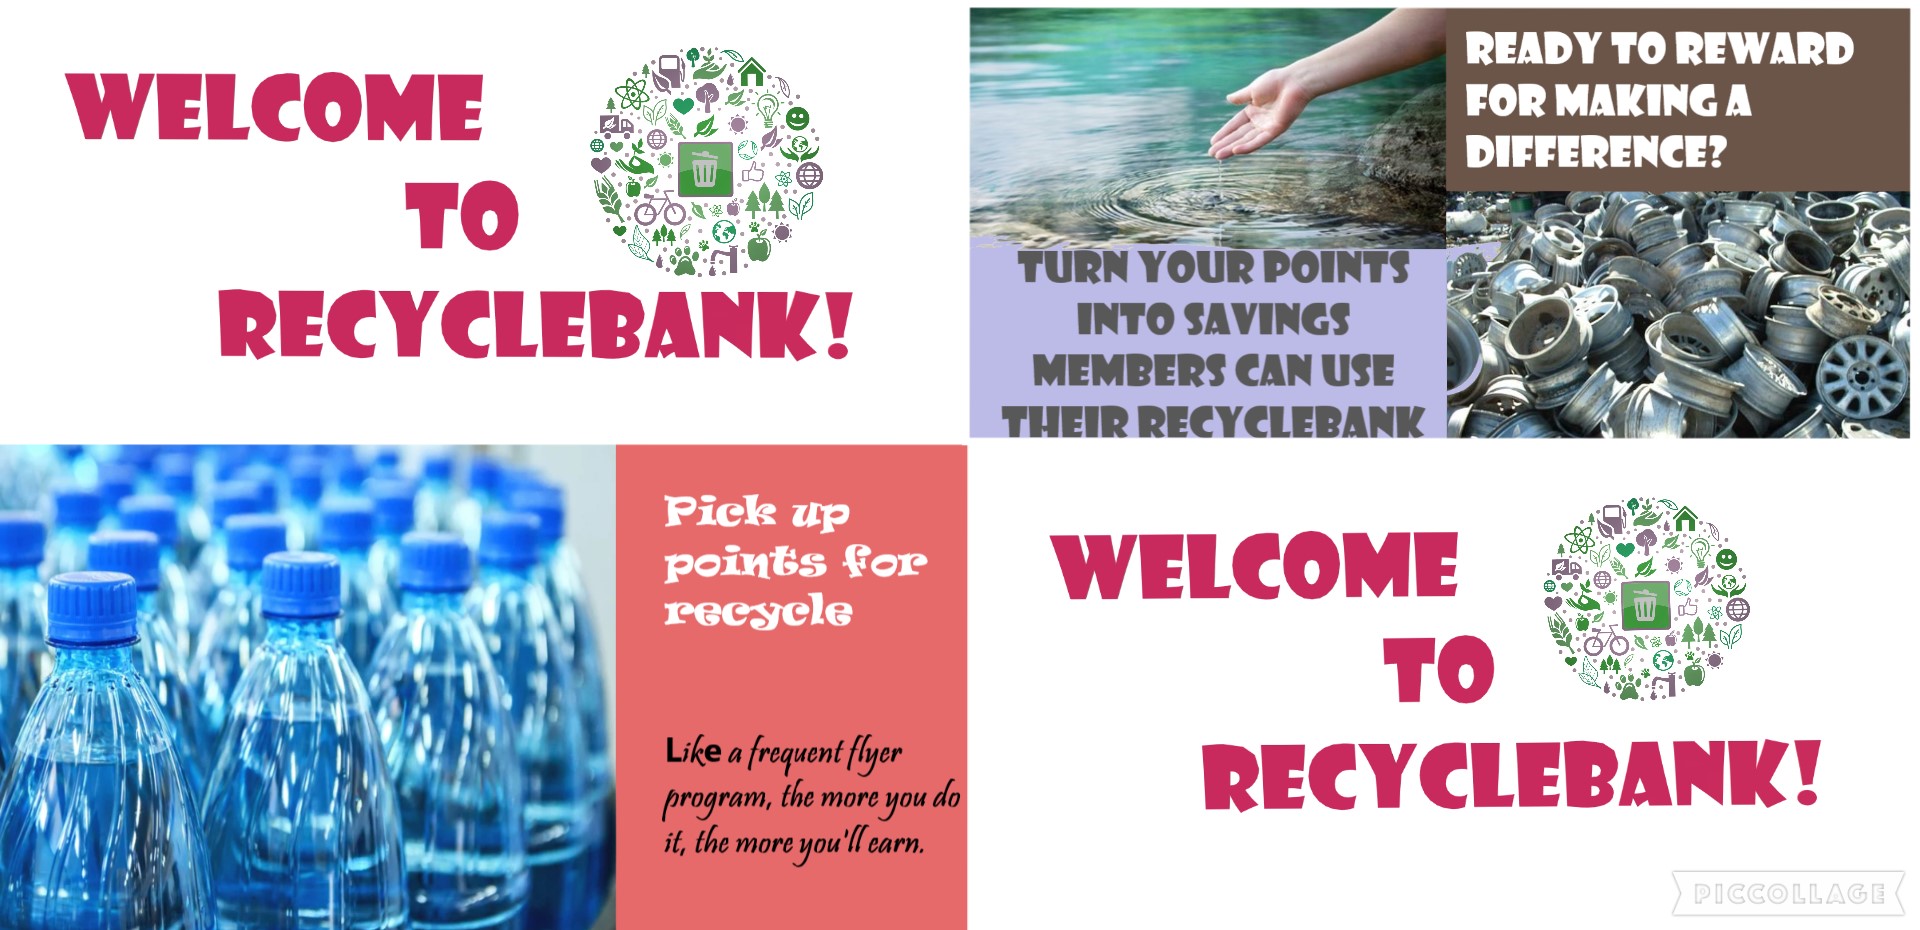 WELCOME
TO
RECYCLEBANK!
READY TO REWARD
FOR MAKING A
DIFFERENCE?
TURN YOUR POINTS
INTO SAVINGS
MEMBERS CAN USE
THEIR RECYCLEBANK
Pick up
points for
recycle
Like a frequent flyer
program, the more you do
it, the more you'll earn.
WELCOME
TO
RECYCLEBANK!
PICCOLLAGE